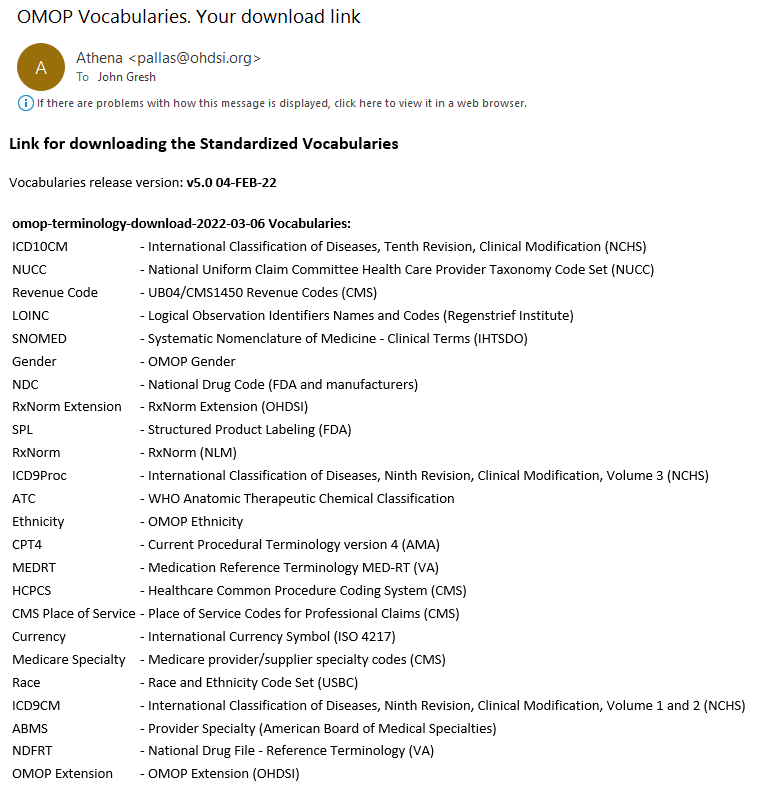 OMOP Vocabularies. Your download link
A
Athena <pallas@ohdsi.org>
To John Gresh
If there are problems with how this message is displayed, click here to view it in a web browser.
Link for downloading the Standardized Vocabularies
Vocabularies release version: v5.0 04-FEB-22
omop-terminology-download-2022-03-06 Vocabularies:
ICD10CM - International Classification of Diseases, Tenth Revision, Clinical Modification (NCHS)
NUCC - National Uniform Claim Committee Health Care Provider Taxonomy Code Set (NUCC)
Revenue Code - UB04/CMS1450 Revenue Codes (CMS)
LOINC - Logical Observation Identifiers Names and Codes (Regenstrief Institute)
SNOMED - Systematic Nomenclature of Medicine - Clinical Terms (IHTSDO)
Gender - OMOP Gender
NDC - National Drug Code (FDA and manufacturers)
RxNorm Extension - RxNorm Extension (OHDSI)
SPL - Structured Product Labeling (FDA)
RxNorm - RxNorm (NLM)
ICD9Proc - International Classification of Diseases, Ninth Revision, Clinical Modification, Volume 3 (NCHS)
ATC - WHO Anatomic Therapeutic Chemical Classification
Ethnicity - OMOP Ethnicity
CPT4 - Current Procedural Terminology version 4 (AMA)
MEDRT - Medication Reference Terminology MED-RT (VA)
HCPCS - Healthcare Common Procedure Coding System (CMS)
CMS Place of Service - Place of Service Codes for Professional Claims (CMS)
Currency - International Currency Symbol (ISO 4217)
Medicare Specialty - Medicare provider/supplier specialty codes (CMS)
Race - Race and Ethnicity Code Set (USBC)
ICD9CM - International Classification of Diseases, Ninth Revision, Clinical Modification, Volume 1 and 2 (NCHS)
ABMS - Provider Specialty (American Board of Medical Specialties)
NDFRT - National Drug File - Reference Terminology (VA)
OMOP Extension - OMOP Extension (OHDSI)